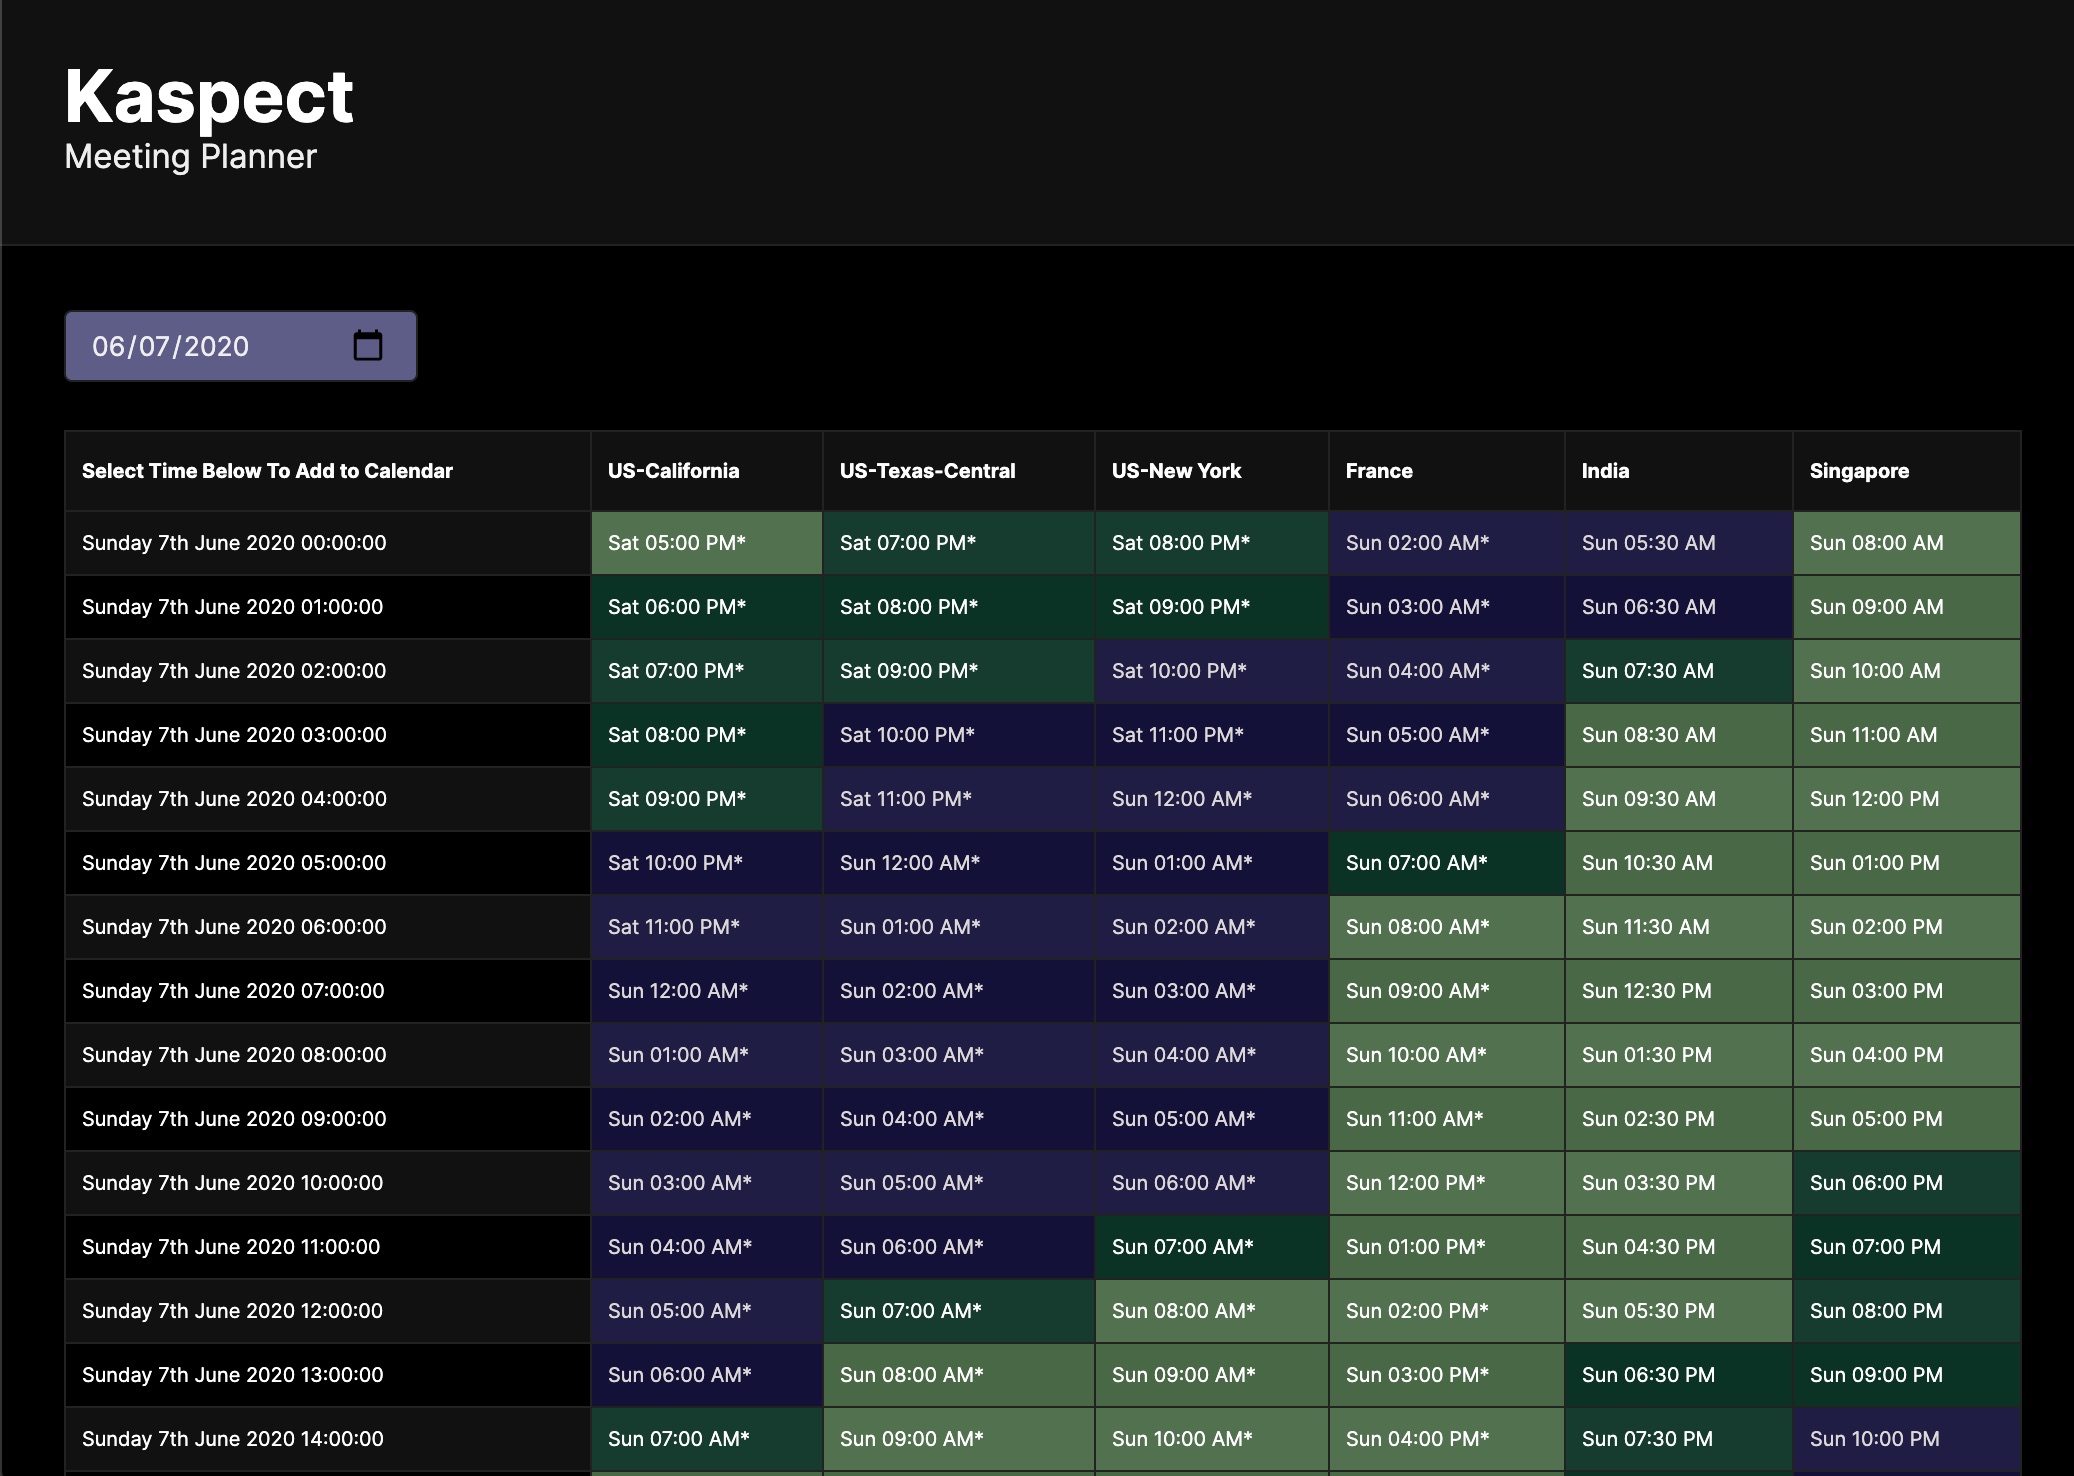 Kaspect
Meeting Planner
06/07/2020
Select Time Below To Add to Calendar US-California US-Texas-Central US-New York France India Singapore
Sunday 7th June 2020 00:00:00 Sat 05:00 PM* Sat 07:00 PM* Sat 08:00 PM* Sun 02:00 AM* Sun 05:30 AM Sun 08:00 AM
Sunday 7th June 2020 01:00:00 Sat 06:00 PM* Sat 08:00 PM* Sat 09:00 PM* Sun 03:00 AM* Sun 06:30 AM Sun 09:00 AM
Sunday 7th June 2020 02:00:00 Sat 07:00 PM* Sat 09:00 PM* Sat 10:00 PM* Sun 04:00 AM* Sun 07:30 AM Sun 10:00 AM
Sunday 7th June 2020 03:00:00 Sat 08:00 PM* Sat 10:00 PM* Sat 11:00 PM* Sun 05:00 AM* Sun 08:30 AM Sun 11:00 AM
Sunday 7th June 2020 04:00:00 Sat 09:00 PM* Sat 11:00 PM* Sun 12:00 AM* Sun 06:00 AM* Sun 09:30 AM Sun 12:00 PM
Sunday 7th June 2020 05:00:00 Sat 10:00 PM* Sun 12:00 AM* Sun 01:00 AM* Sun 07:00 AM* Sun 10:30 AM Sun 01:00 PM
Sunday 7th June 2020 06:00:00 Sat 11:00 PM* Sun 01:00 AM* Sun 02:00 AM* Sun 08:00 AM* Sun 11:30 AM Sun 02:00 PM
Sunday 7th June 2020 07:00:00 Sun 12:00 AM* Sun 02:00 AM* Sun 03:00 AM* Sun 09:00 AM* Sun 12:30 PM Sun 03:00 PM
Sunday 7th June 2020 08:00:00 Sun 01:00 AM* Sun 03:00 AM* Sun 04:00 AM* Sun 10:00 AM* Sun 01:30 PM Sun 04:00 PM
Sunday 7th June 2020 09:00:00 Sun 02:00 AM* Sun 04:00 AM* Sun 05:00 AM* Sun 11:00 AM* Sun 02:30 PM Sun 05:00 PM
Sunday 7th June 2020 10:00:00 Sun 03:00 AM* Sun 05:00 AM* Sun 06:00 AM* Sun 12:00 PM* Sun 03:30 PM Sun 06:00 PM
Sunday 7th June 2020 11:00:00 Sun 04:00 AM* Sun 06:00 AM* Sun 07:00 AM* Sun 01:00 PM* Sun 04:30 PM Sun 07:00 PM
Sunday 7th June 2020 12:00:00 Sun 05:00 AM* Sun 07:00 AM* Sun 08:00 AM* Sun 02:00 PM* Sun 05:30 PM Sun 08:00 PM
Sunday 7th June 2020 13:00:00 Sun 06:00 AM* Sun 08:00 AM* Sun 09:00 AM* Sun 03:00 PM* Sun 06:30 PM Sun 09:00 PM
Sunday 7th June 2020 14:00:00 Sun 07:00 AM* Sun 09:00 AM* Sun 10:00 AM* Sun 04:00 PM* Sun 07:30 PM Sun 10:00 PM